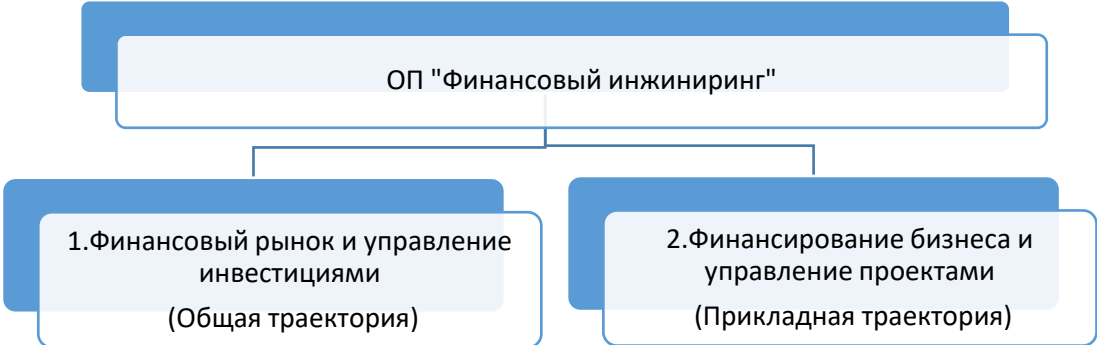 ОП "Финансовый инжиниринг"
1.Финансовый рынок и управление
инвестициями
(Общая траектория)
2.Финансирование бизнеса и
управление проектами
(Прикладная траектория)